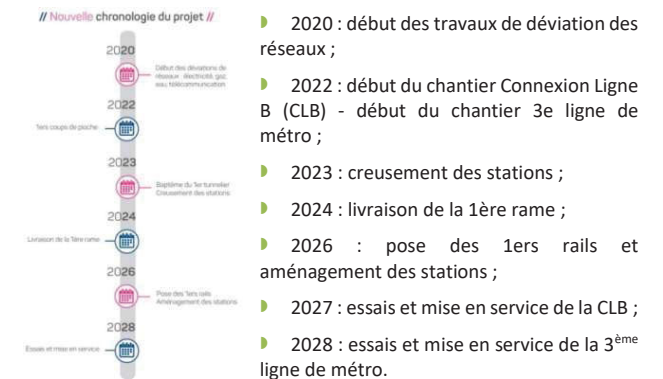 // Nouvelle chronologie du projet //
2020
Début des déviations de
réseaux : électricité, gaz,
eau, télécommunication
2022
1ers coups de pioche
2023
Baptême du 1er tunnelier
Creusement des stations
2024
Livraison de la 1ère rame
2026
Pose des 1ers rails
Aménagement des stations
2028
Essais et mise en service
2020 : début des travaux de déviation des
réseaux ;
2022 : début du chantier Connexion Ligne
B (CLB) - début du chantier 3e ligne de
métro ;
2023 : creusement des stations ;
2024 : livraison de la 1ère rame ;
2026 : pose des 1ers rails et
aménagement des stations ;
2027 : essais et mise en service de la CLB ;
2028 : essais et mise en service de la 3ème
ligne de métro.